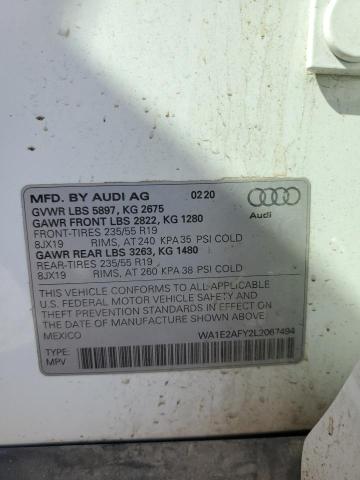 MFD. BY AUDI AG 02/20
GVWR LBS 5897, KG 2675
GAWR FRONT LBS 2822, KG 1280
FRONT-TIRES 235/55 R19
8JX19 RIMS, AT 240 KPA 35 PSI COLD
GAWR REAR LBS 3263, KG 1480
REAR-TIRES 235/55 R19
8JX19 RIMS, AT 260 KPA 38 PSI COLD
Audi
THIS VEHICLE CONFORMS TO ALL APPLICABLE
U.S. FEDERAL MOTOR VEHICLE SAFETY AND
THEFT PREVENTION STANDARDS IN EFFECT ON
THE DATE OF MANUFACTURE SHOWN ABOVE.
MEXICO WA1E2AFY2L2067494
TYPE:
MPV